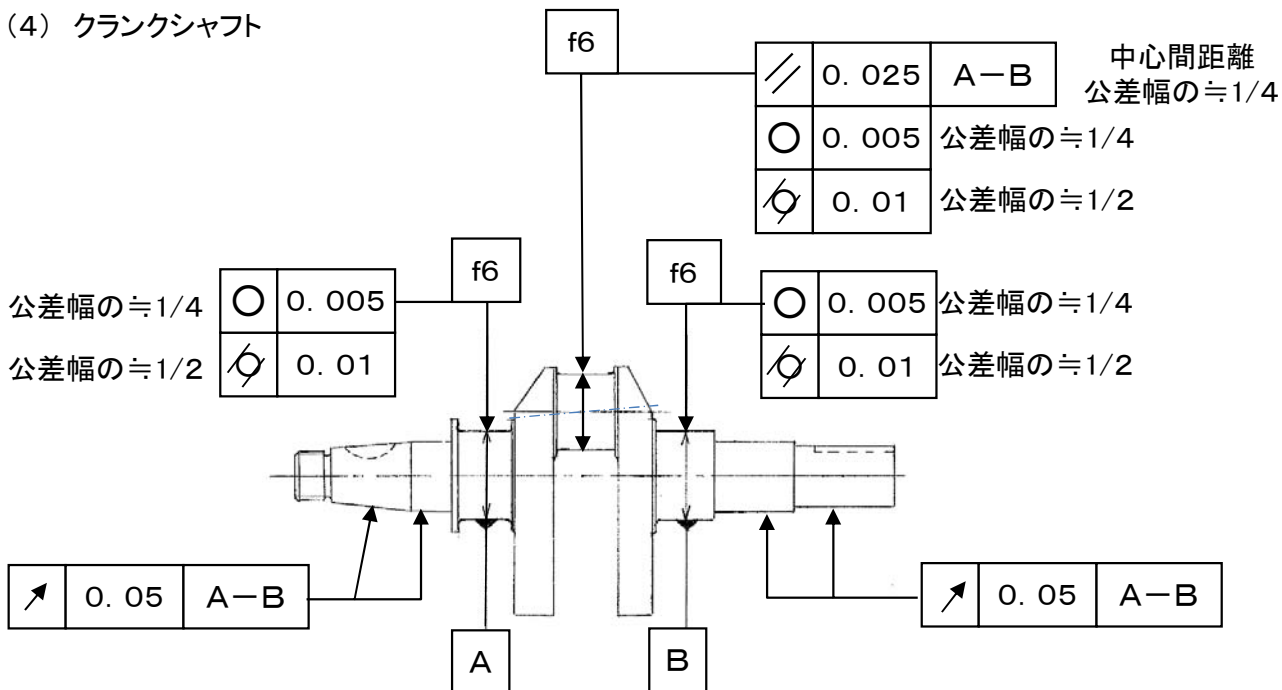 (4) クランクシャフト
f6
// 0.025 A-B
中心間距離
公差幅の≒1/4
○ 0.005 公差幅の≒1/4
⌭ 0.01 公差幅の≒1/2
f6
f6
公差幅の≒1/4 ○ 0.005
公差幅の≒1/2 ⌭ 0.01
○ 0.005 公差幅の≒1/4
⌭ 0.01 公差幅の≒1/2
↗ 0.05 A-B
↗ 0.05 A-B
A
B